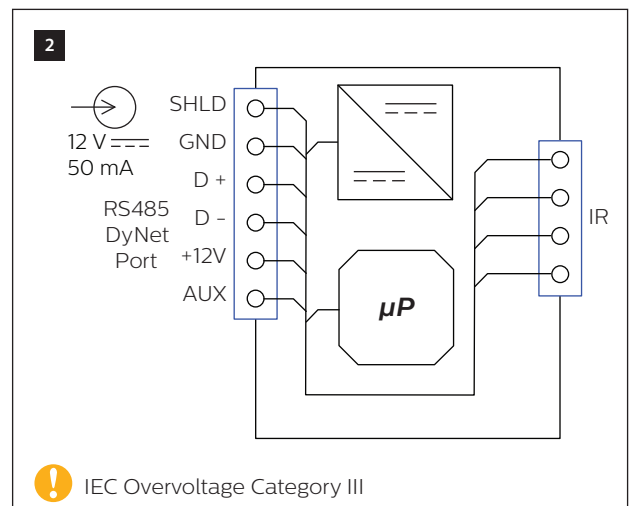 2
SHLD
12 V
GND
50 mA
D +
RS485
DyNet
Port
D -
+12V
AUX
IR
µP
!
IEC Overvoltage Category III